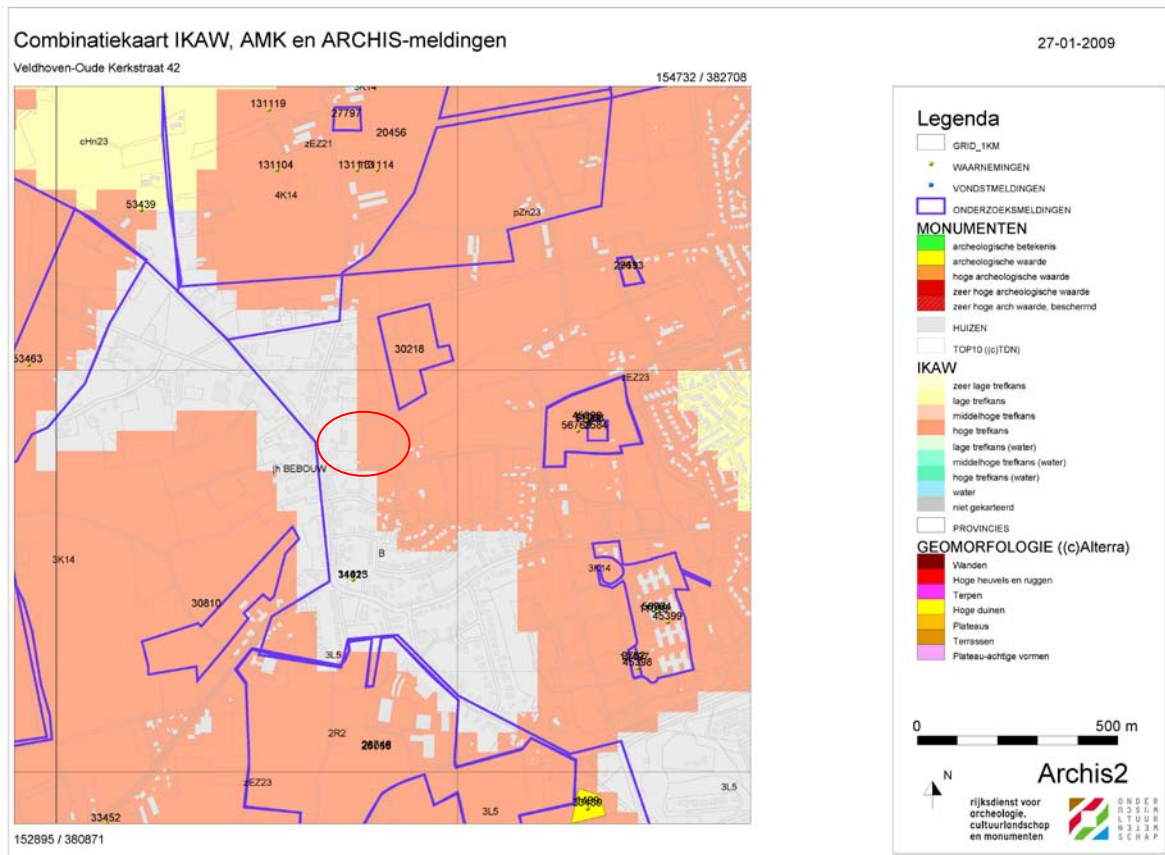 Combinatiekaart IKAW, AMK en ARCHIS-meldingen
27-01-2009
Veldhoven-Oude Kerkstraat 42
154732 / 382708
3K14
131119
27797
20456
cHn23
zEZ21
131104
131114
4K14
53439
pZn23
53463
30218
zEZ23
jh BEBOUW
3K14
B
30810
3K14
45399
45398
3L5
2R2
zEZ23
3L5
3L5
33452
152895 / 380871
Legenda
GRID_1KM
WAARNEMINGEN
VONDSTMELDINGEN
ONDERZOEKSMELDINGEN
MONUMENTEN
archeologische betekenis
archeologische waarde
hoge archeologische waarde
zeer hoge archeologische waarde
zeer hoge arch waarde, beschermd
HUIZEN
TOP10 ((c)TDN)
IKAW
zeer lage trefkans
lage trefkans
middelhoge trefkans
hoge trefkans
lage trefkans (water)
middelhoge trefkans (water)
hoge trefkans (water)
water
niet gekarteerd
PROVINCIES
GEOMORFOLOGIE ((c)Alterra)
Wanden
Hoge heuvels en ruggen
Terpen
Hoge duinen
Plateaus
Terrassen
Plateau-achtige vormen
0 500 m
N
Archis2
rijksdienst voor
archeologie,
cultuurlandschap
en monumenten